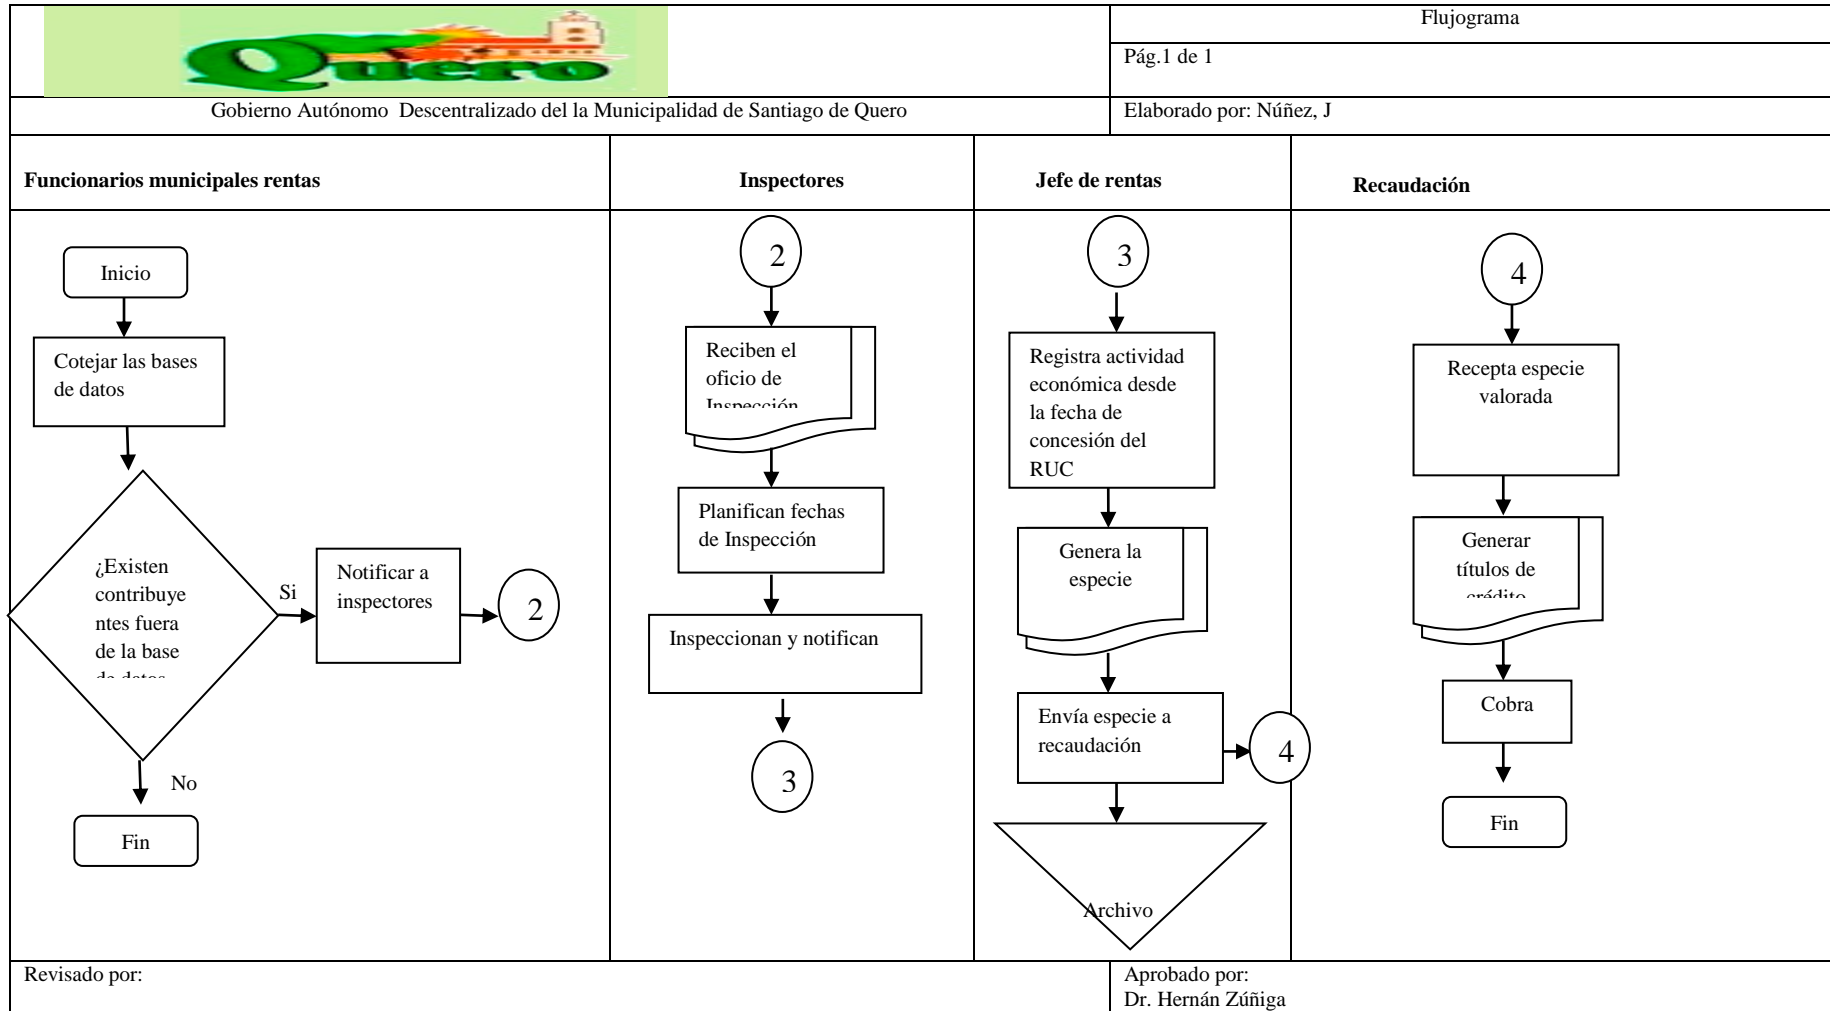 Quero
Flujograma
Pág.1 de 1
Gobierno Autónomo  Descentralizado del la Municipalidad de Santiago de Quero
Elaborado por: Núñez, J
Funcionarios municipales rentas
Inspectores
Jefe de rentas
Recaudación
Inicio
Cotejar las bases
de datos
¿Existen
contribuye
ntes fuera
de la base
de datos
Si
Notificar a
inspectores
2
No
Fin
2
Reciben el
oficio de
Inspección
Planifican fechas
de Inspección
Inspeccionan y notifican
3
3
Registra actividad
económica desde
la fecha de
concesión del
RUC
Genera la
especie
Envía especie a
recaudación
4
Archivo
4
Recepta especie
valorada
Generar
títulos de
crédito
Cobra
Fin
Revisado por:
Aprobado por:
Dr. Hernán Zúñiga